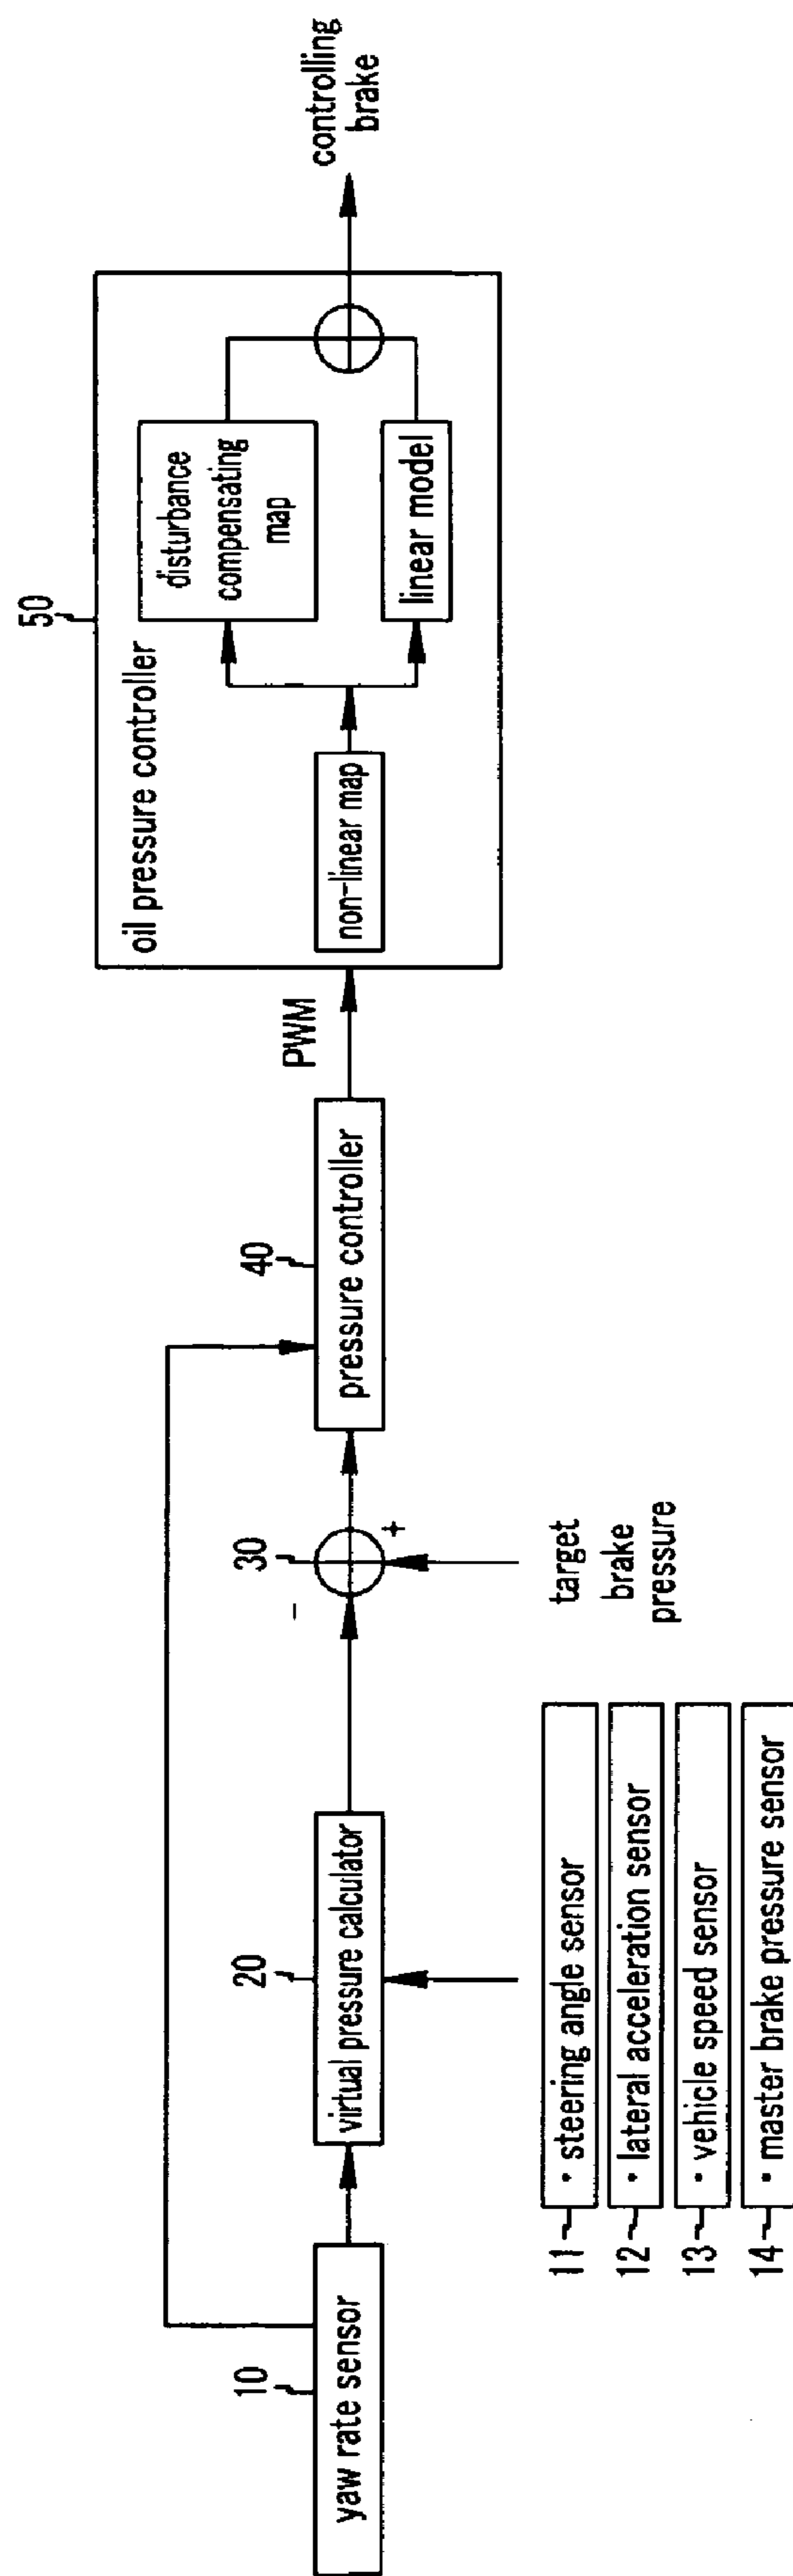 10
yaw rate sensor
20
virtual pressure calculator
11
• steering angle sensor
12
• lateral acceleration sensor
13
• vehicle speed sensor
14
• master brake pressure sensor
30
-
+
target
brake
pressure
40
pressure controller
PWM
50
oil pressure controller
non-linear map
disturbance
compensating
map
linear model
controlling
brake